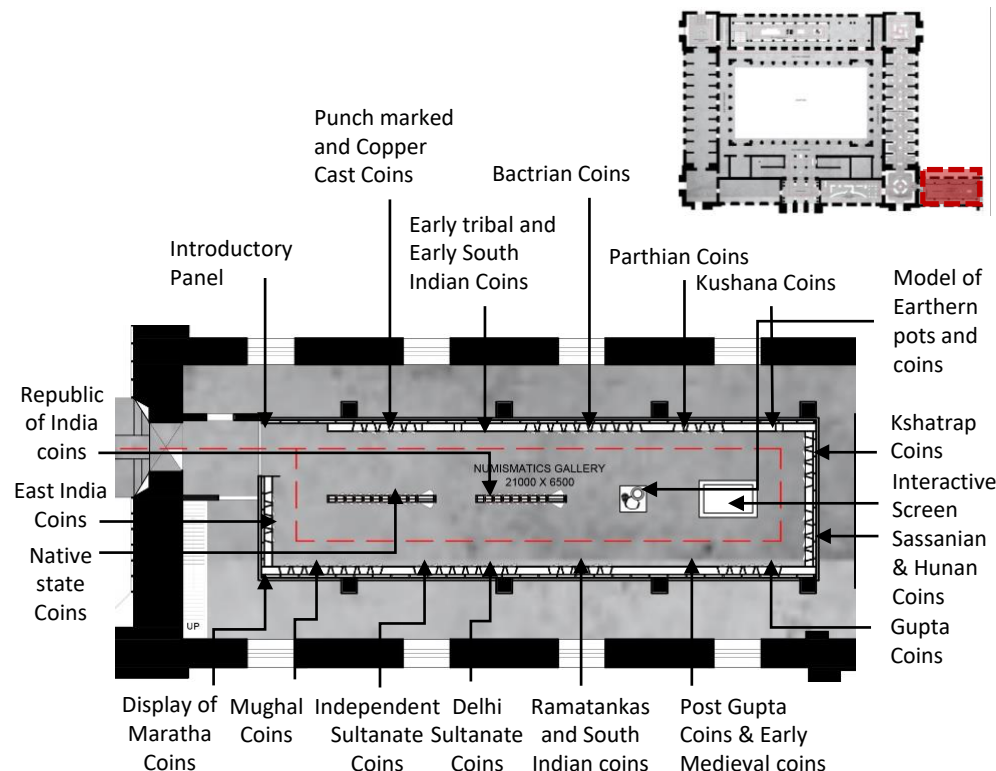 Punch marked
and Copper
Cast Coins
Bactrian Coins
Early tribal and
Early South
Indian Coins
Introductory
Panel
Parthian Coins
Kushana Coins
Model of
Earthern
pots and
coins
Republic
of India
coins
East India
Coins
Native
state
Coins
NUMISMATICS GALLERY
21000 X 6500
UP
Kshatrap
Coins
Interactive
Screen
Sassanian
& Hunan
Coins
Gupta
Coins
Display of
Maratha
Coins
Mughal
Coins
Independent
Sultanate
Coins
Delhi
Sultanate
Coins
Ramatankas
and South
Indian coins
Post Gupta
Coins & Early
Medieval coins